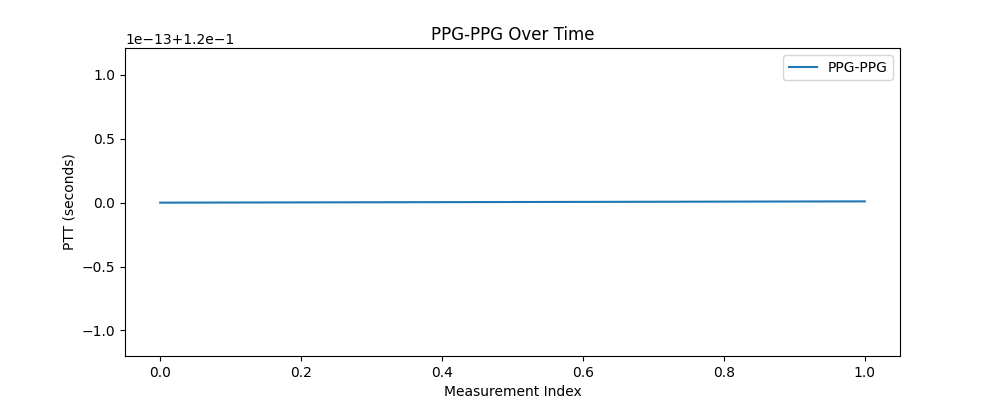 PPG-PPG Over Time
1e−13+1.2e−1
PPG-PPG
1.0
0.5
0.0
−0.5
−1.0
PTT (seconds)
0.0 0.2 0.4 0.6 0.8 1.0
Measurement Index